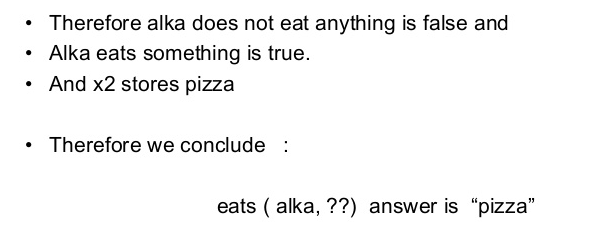 • Therefore alka does not eat anything is false and
• Alka eats something is true.
• And x2 stores pizza
• Therefore we conclude :
eats ( alka, ??) answer is “pizza”